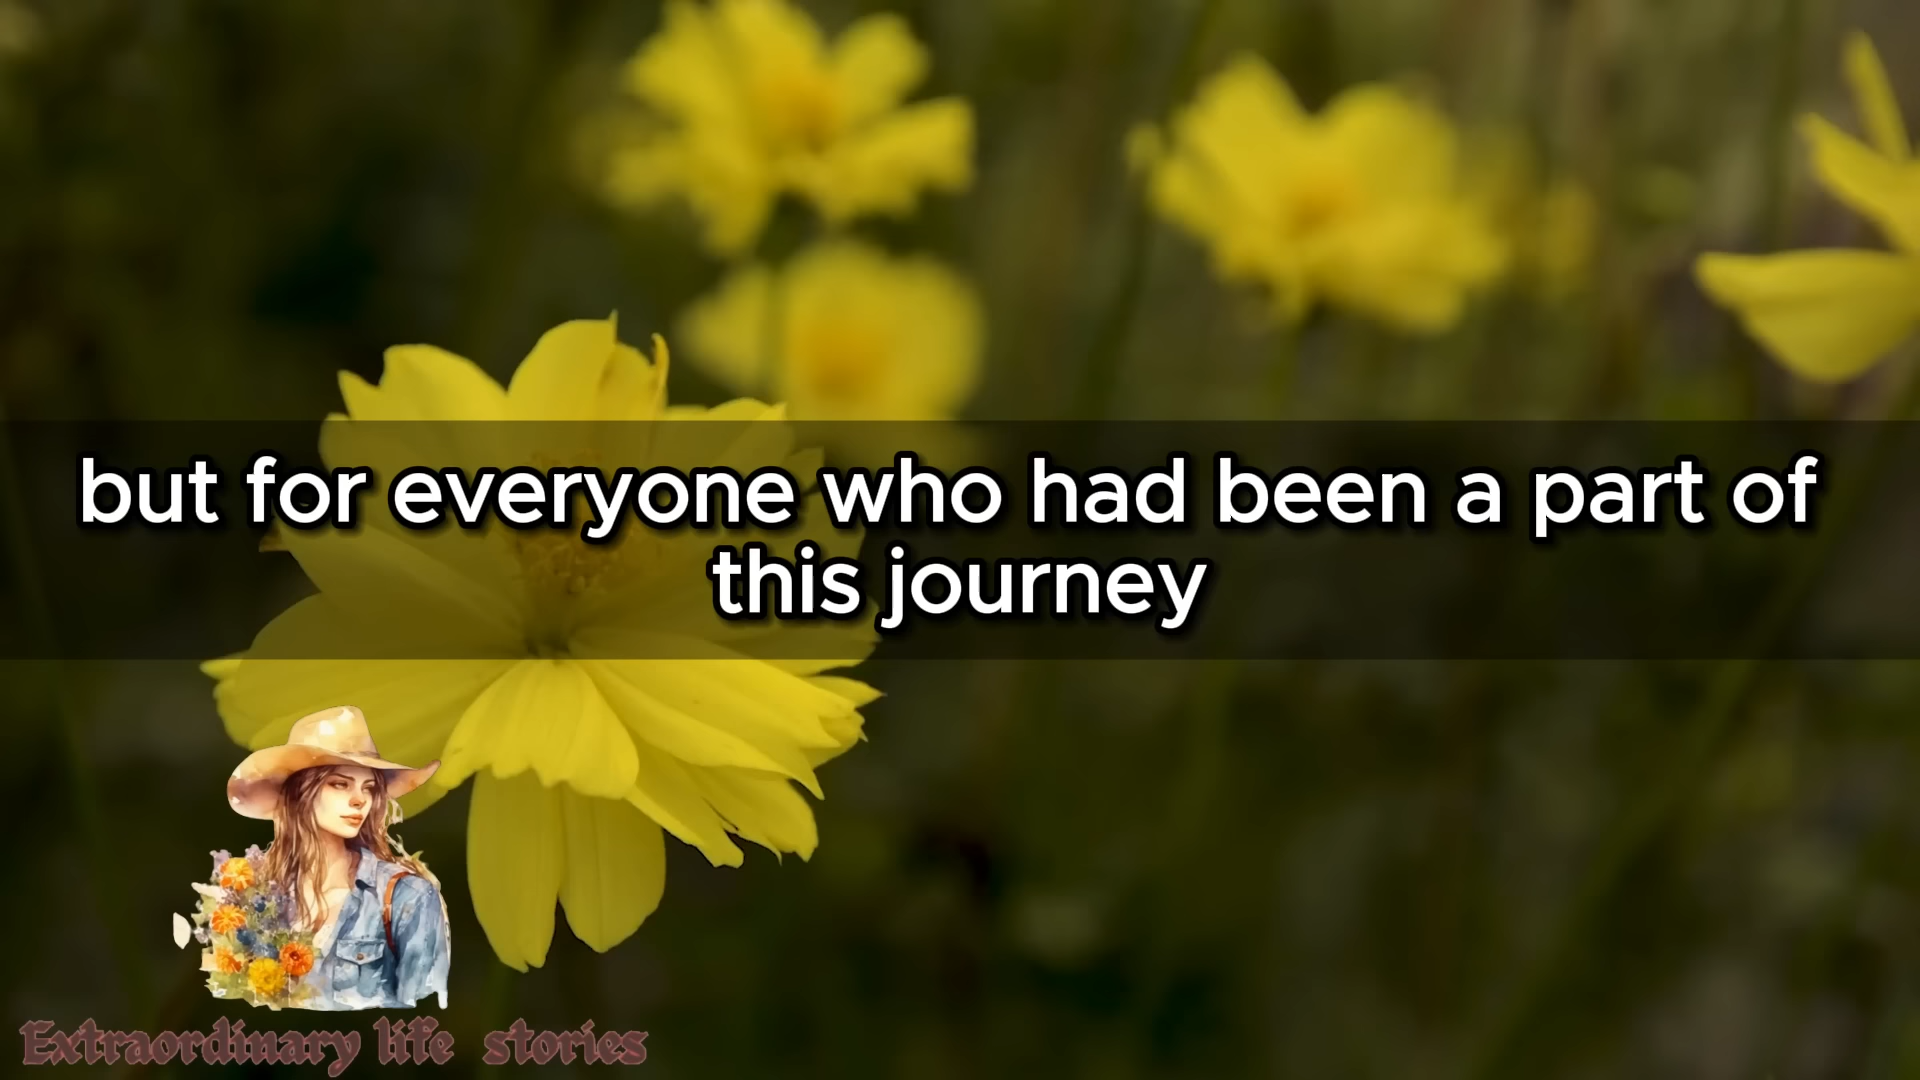 but for everyone who had been a part of
this journey
Extraordinary life stories